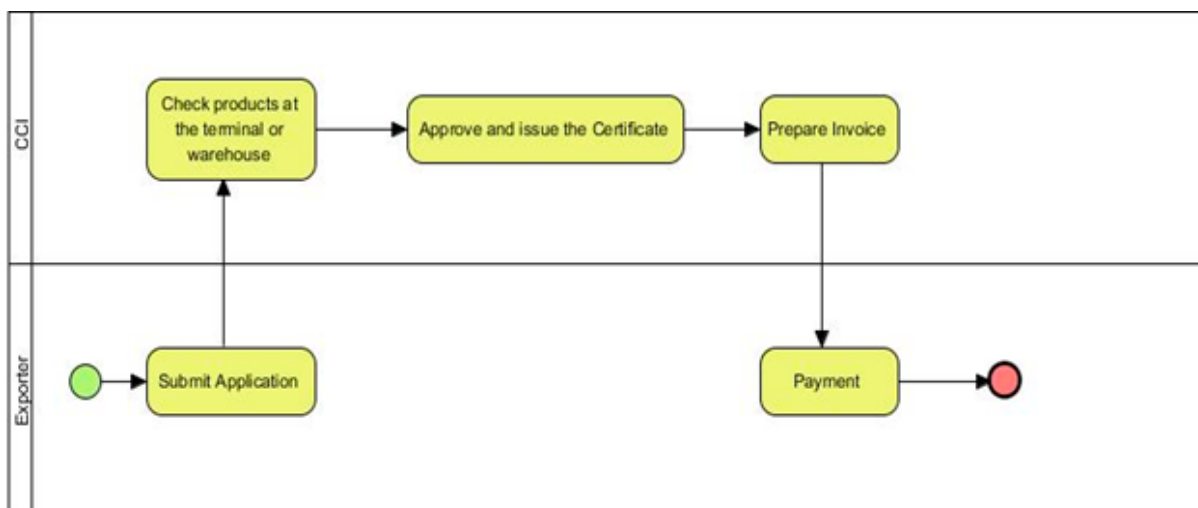 CCI
Check products at
the terminal or
warehouse
Approve and issue the Certificate
Prepare Invoice
Exporter
Submit Application
Payment